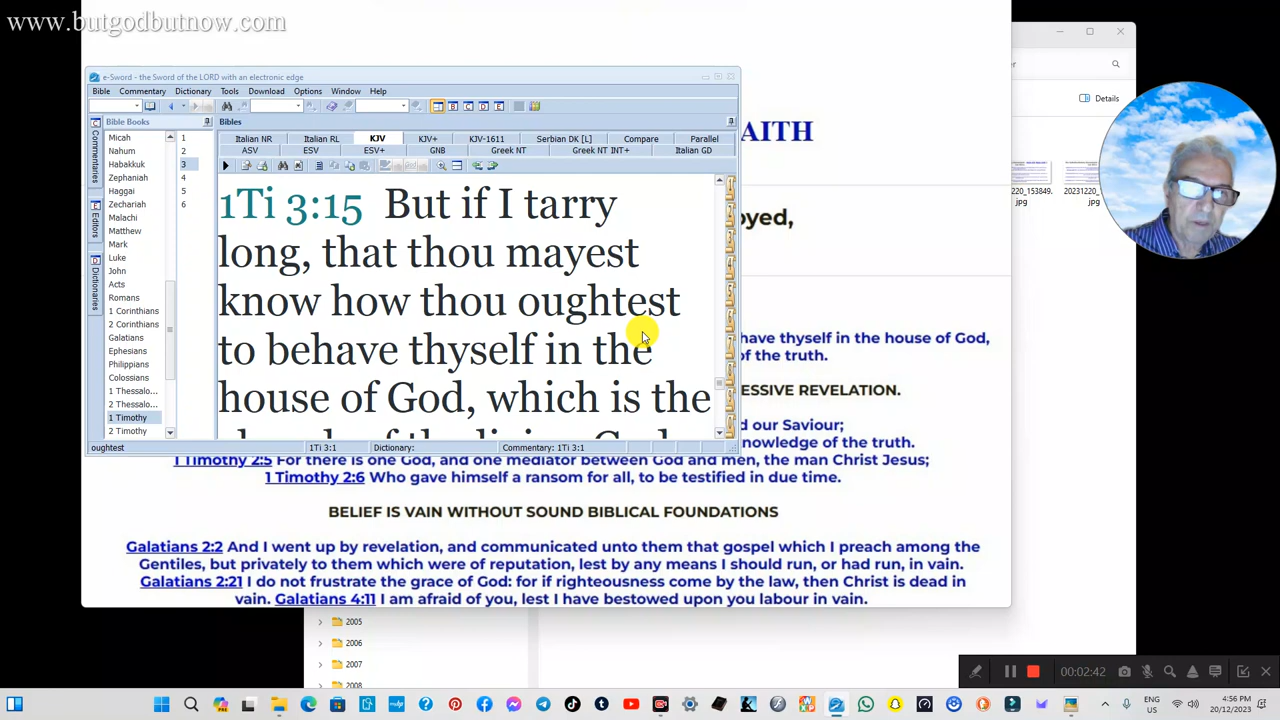 www.butgodbutnow.com
e-Sword - the Sword of the LORD with an electronic edge
Bible Commentary Dictionary Tools Download Options Window Help
Bible Books
Bibles
Italian NR Italian RL KJV KJV+ KJV-1611 Serbian DK [L] Compare Parallel
ASV ESV ESV+ GNB Greek NT Greek NT INT+ Italian GD
Commentaries
Editors
Dictionaries
Micah 1
Nahum 2
Habakkuk 3
Zephaniah 4
Haggai 5
Zechariah 6
Malachi
Matthew
Mark
Luke
John
Acts
Romans
1 Corinthians
2 Corinthians
Galatians
Ephesians
Philippians
Colossians
1 Thessalo...
2 Thessalo...
1 Timothy
2 Timothy
1Ti 3:15 But if I tarry
long, that thou mayest
know how thou oughtest
to behave thyself in the
house of God, which is the
oughtest 1Ti 3:1 Dictionary: Commentary: 1Ti 3:1
Details
AITH
oyed,
20231220_153849.
jpg
20231220_
jpg
have thyself in the house of God,
of the truth.
ESSIVE REVELATION.
d our Saviour;
nowledge of the truth.
1 Timothy 2:5 For there is one God, and one mediator between God and men, the man Christ Jesus;
1 Timothy 2:6 Who gave himself a ransom for all, to be testified in due time.
BELIEF IS VAIN WITHOUT SOUND BIBLICAL FOUNDATIONS
Galatians 2:2 And I went up by revelation, and communicated unto them that gospel which I preach among the
Gentiles, but privately to them which were of reputation, lest by any means I should run, or had run, in vain.
Galatians 2:21 I do not frustrate the grace of God: for if righteousness come by the law, then Christ is dead in
vain. Galatians 4:11 I am afraid of you, lest I have bestowed upon you labour in vain.
2005
2006
2007
2008
00:02:42
ENG
US
4:56 PM
20/12/2023